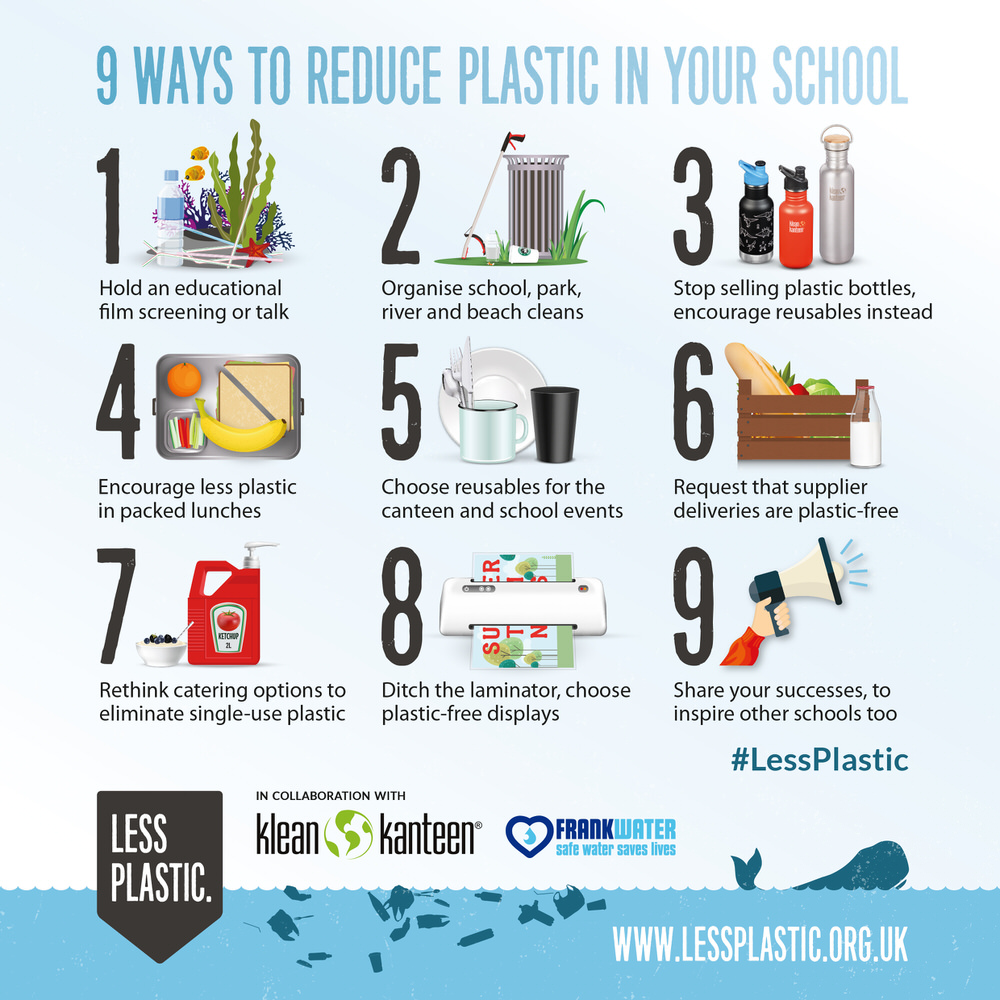 9 WAYS TO REDUCE PLASTIC IN YOUR SCHOOL
1
Hold an educational
film screening or talk
2
Organise school, park,
river and beach cleans
3
klean kanteen
klean
kanteen
Stop selling plastic bottles,
encourage reusables instead
4
Encourage less plastic
in packed lunches
5
Choose reusables for the
canteen and school events
6
Request that supplier
deliveries are plastic-free
7
KETCHUP
2L
Rethink catering options to
eliminate single-use plastic
8
Ditch the laminator, choose
plastic-free displays
9
Share your successes, to
inspire other schools too
#LessPlastic
LESS
PLASTIC.
IN COLLABORATION WITH
klean kanteen®
FRANKWATER
safe water saves lives
WWW.LESSPLASTIC.ORG.UK